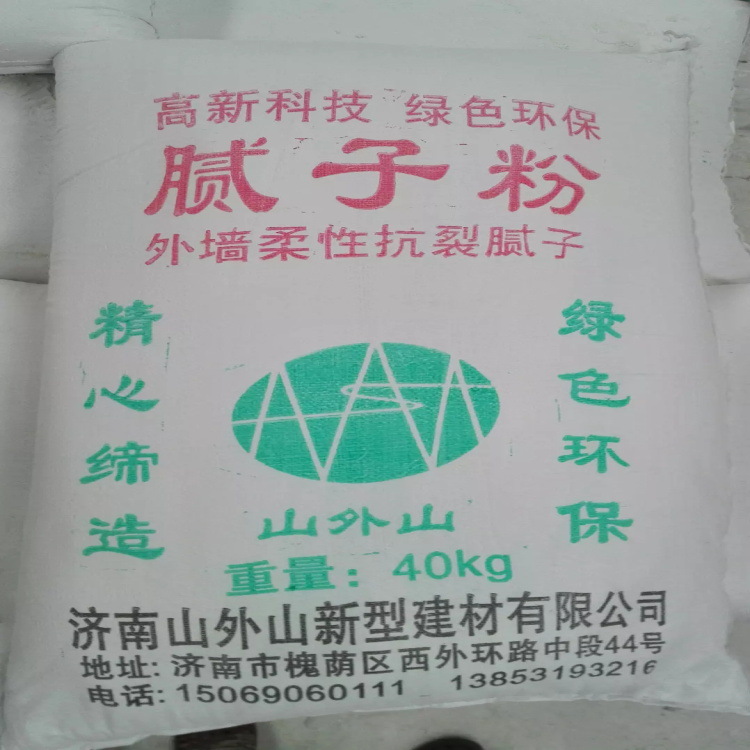 高新科技 绿色环保
腻子粉
外墙柔性抗裂腻子
精心缔造
绿色环保
山外山
重量：40kg
济南山外山新型建材有限公司
地址:济南市槐荫区西外环路中段44号
电话:15069060111 13853193216